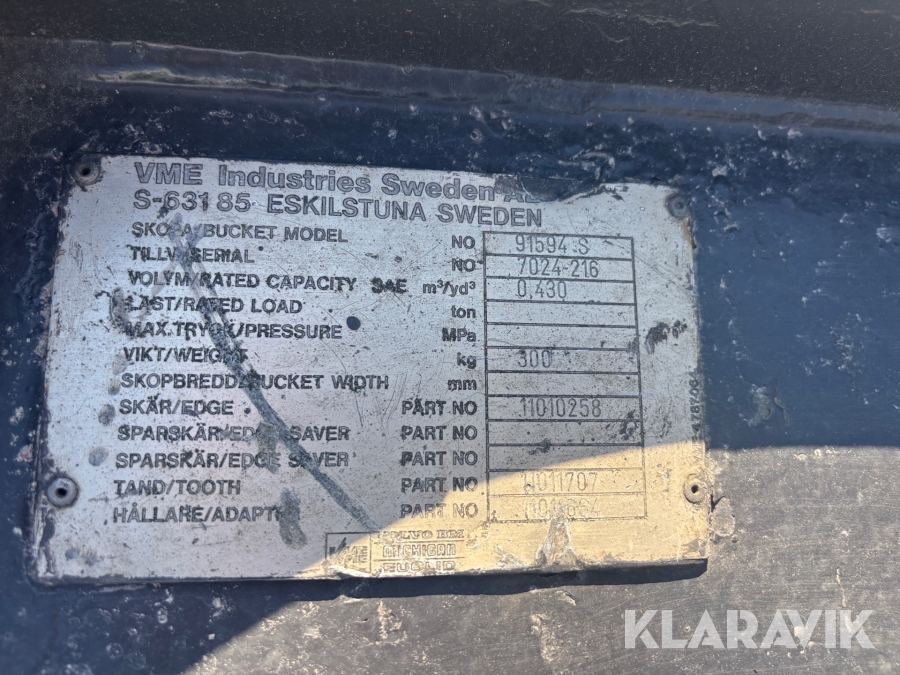 VME Industries Sweden
S-631 85 ESKILSTUNA SWEDEN
SKOPA/BUCKET MODEL NO 91594 S
TILLV/SERIAL NO 7024-216
VOLYM/RATED CAPACITY SAE m³/yd³ 0,430
LAST/RATED LOAD ton
MAX.TRYCK/PRESSURE MPa
VIKT/WEIGHT kg 300
SKOPBREDD/BUCKET WIDTH mm
SKÄR/EDGE PART NO 11010258
SPARSKÄR/EDGE SAVER PART NO
SPARSKÄR/EDGE SAVER PART NO
TAND/TOOTH PART NO
HÅLLARE/ADAPTER PART NO
VME VOLVO BM
MICHIGAN
EUCLID
KLARAVIK